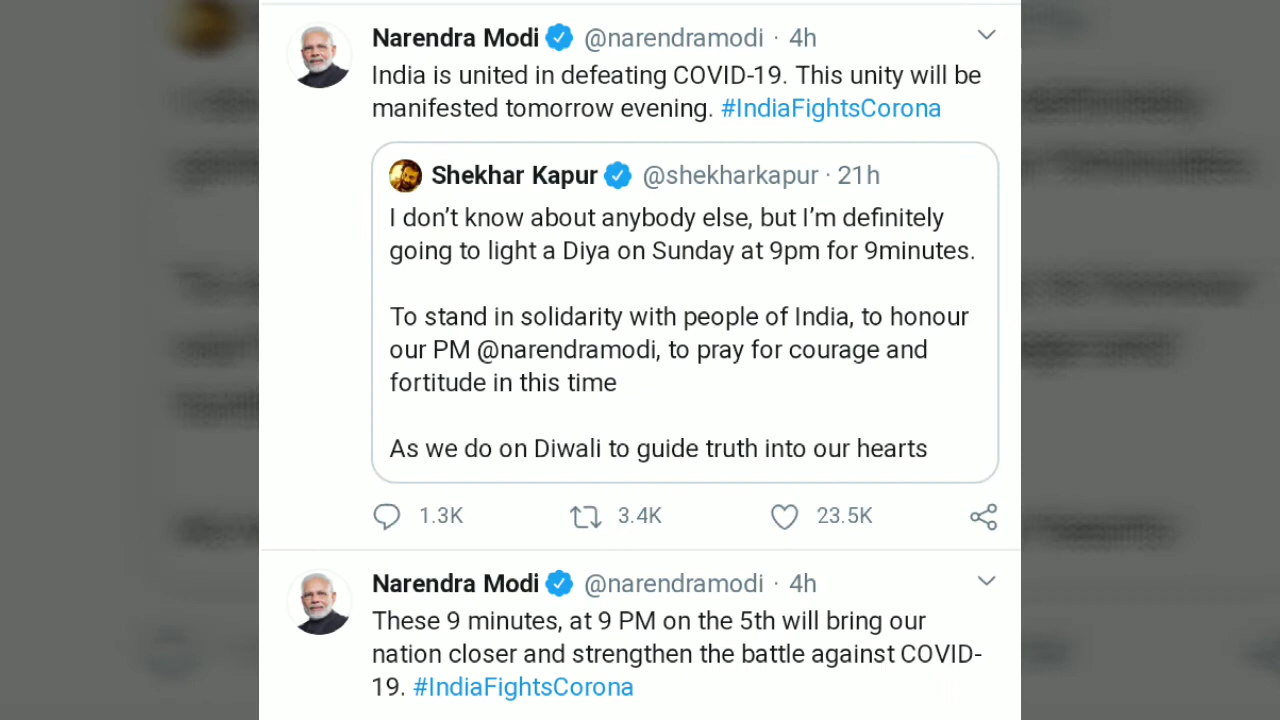 Narendra Modi @narendramodi · 4h
India is united in defeating COVID-19. This unity will be
manifested tomorrow evening. #IndiaFightsCorona
Shekhar Kapur @shekharkapur · 21h
I don’t know about anybody else, but I’m definitely
going to light a Diya on Sunday at 9pm for 9minutes.
To stand in solidarity with people of India, to honour
our PM @narendramodi, to pray for courage and
fortitude in this time
As we do on Diwali to guide truth into our hearts
1.3K 3.4K 23.5K
Narendra Modi @narendramodi · 4h
These 9 minutes, at 9 PM on the 5th will bring our
nation closer and strengthen the battle against COVID-
19. #IndiaFightsCorona